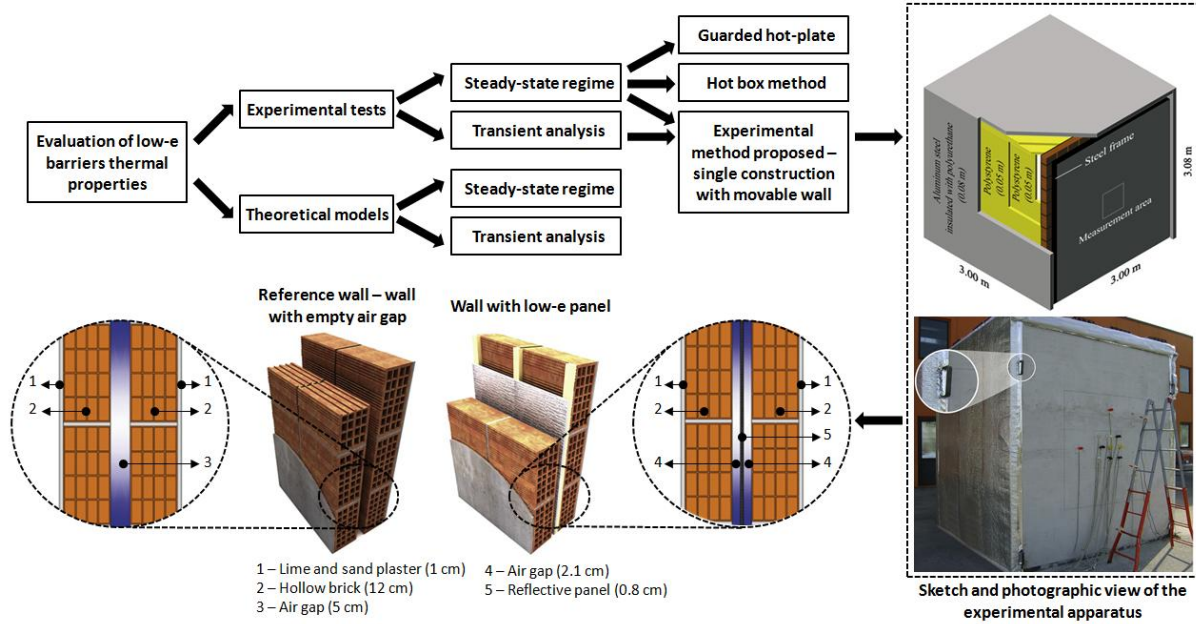 Guarded hot-plate
Steady-state regime
Hot box method
Experimental tests
Evaluation of low-e
barriers thermal
properties
Transient analysis
Experimental
method proposed –
single construction
with movable wall
Steady-state regime
Theoretical models
Transient analysis
Aluminum steel
insulated with polyurethane
(0.08 m)
Polystyrene
(0.05 m)
Polystyrene
(0.05 m)
Steel frame
Measurement area
3.08 m
3.00 m
3.00 m
Reference wall – wall
with empty air gap
Wall with low-e panel
1
1
2
2
3
1
1
2
2
5
4
4
1 – Lime and sand plaster (1 cm)
2 – Hollow brick (12 cm)
3 – Air gap (5 cm)
4 – Air gap (2.1 cm)
5 – Reflective panel (0.8 cm)
Sketch and photographic view of the
experimental apparatus